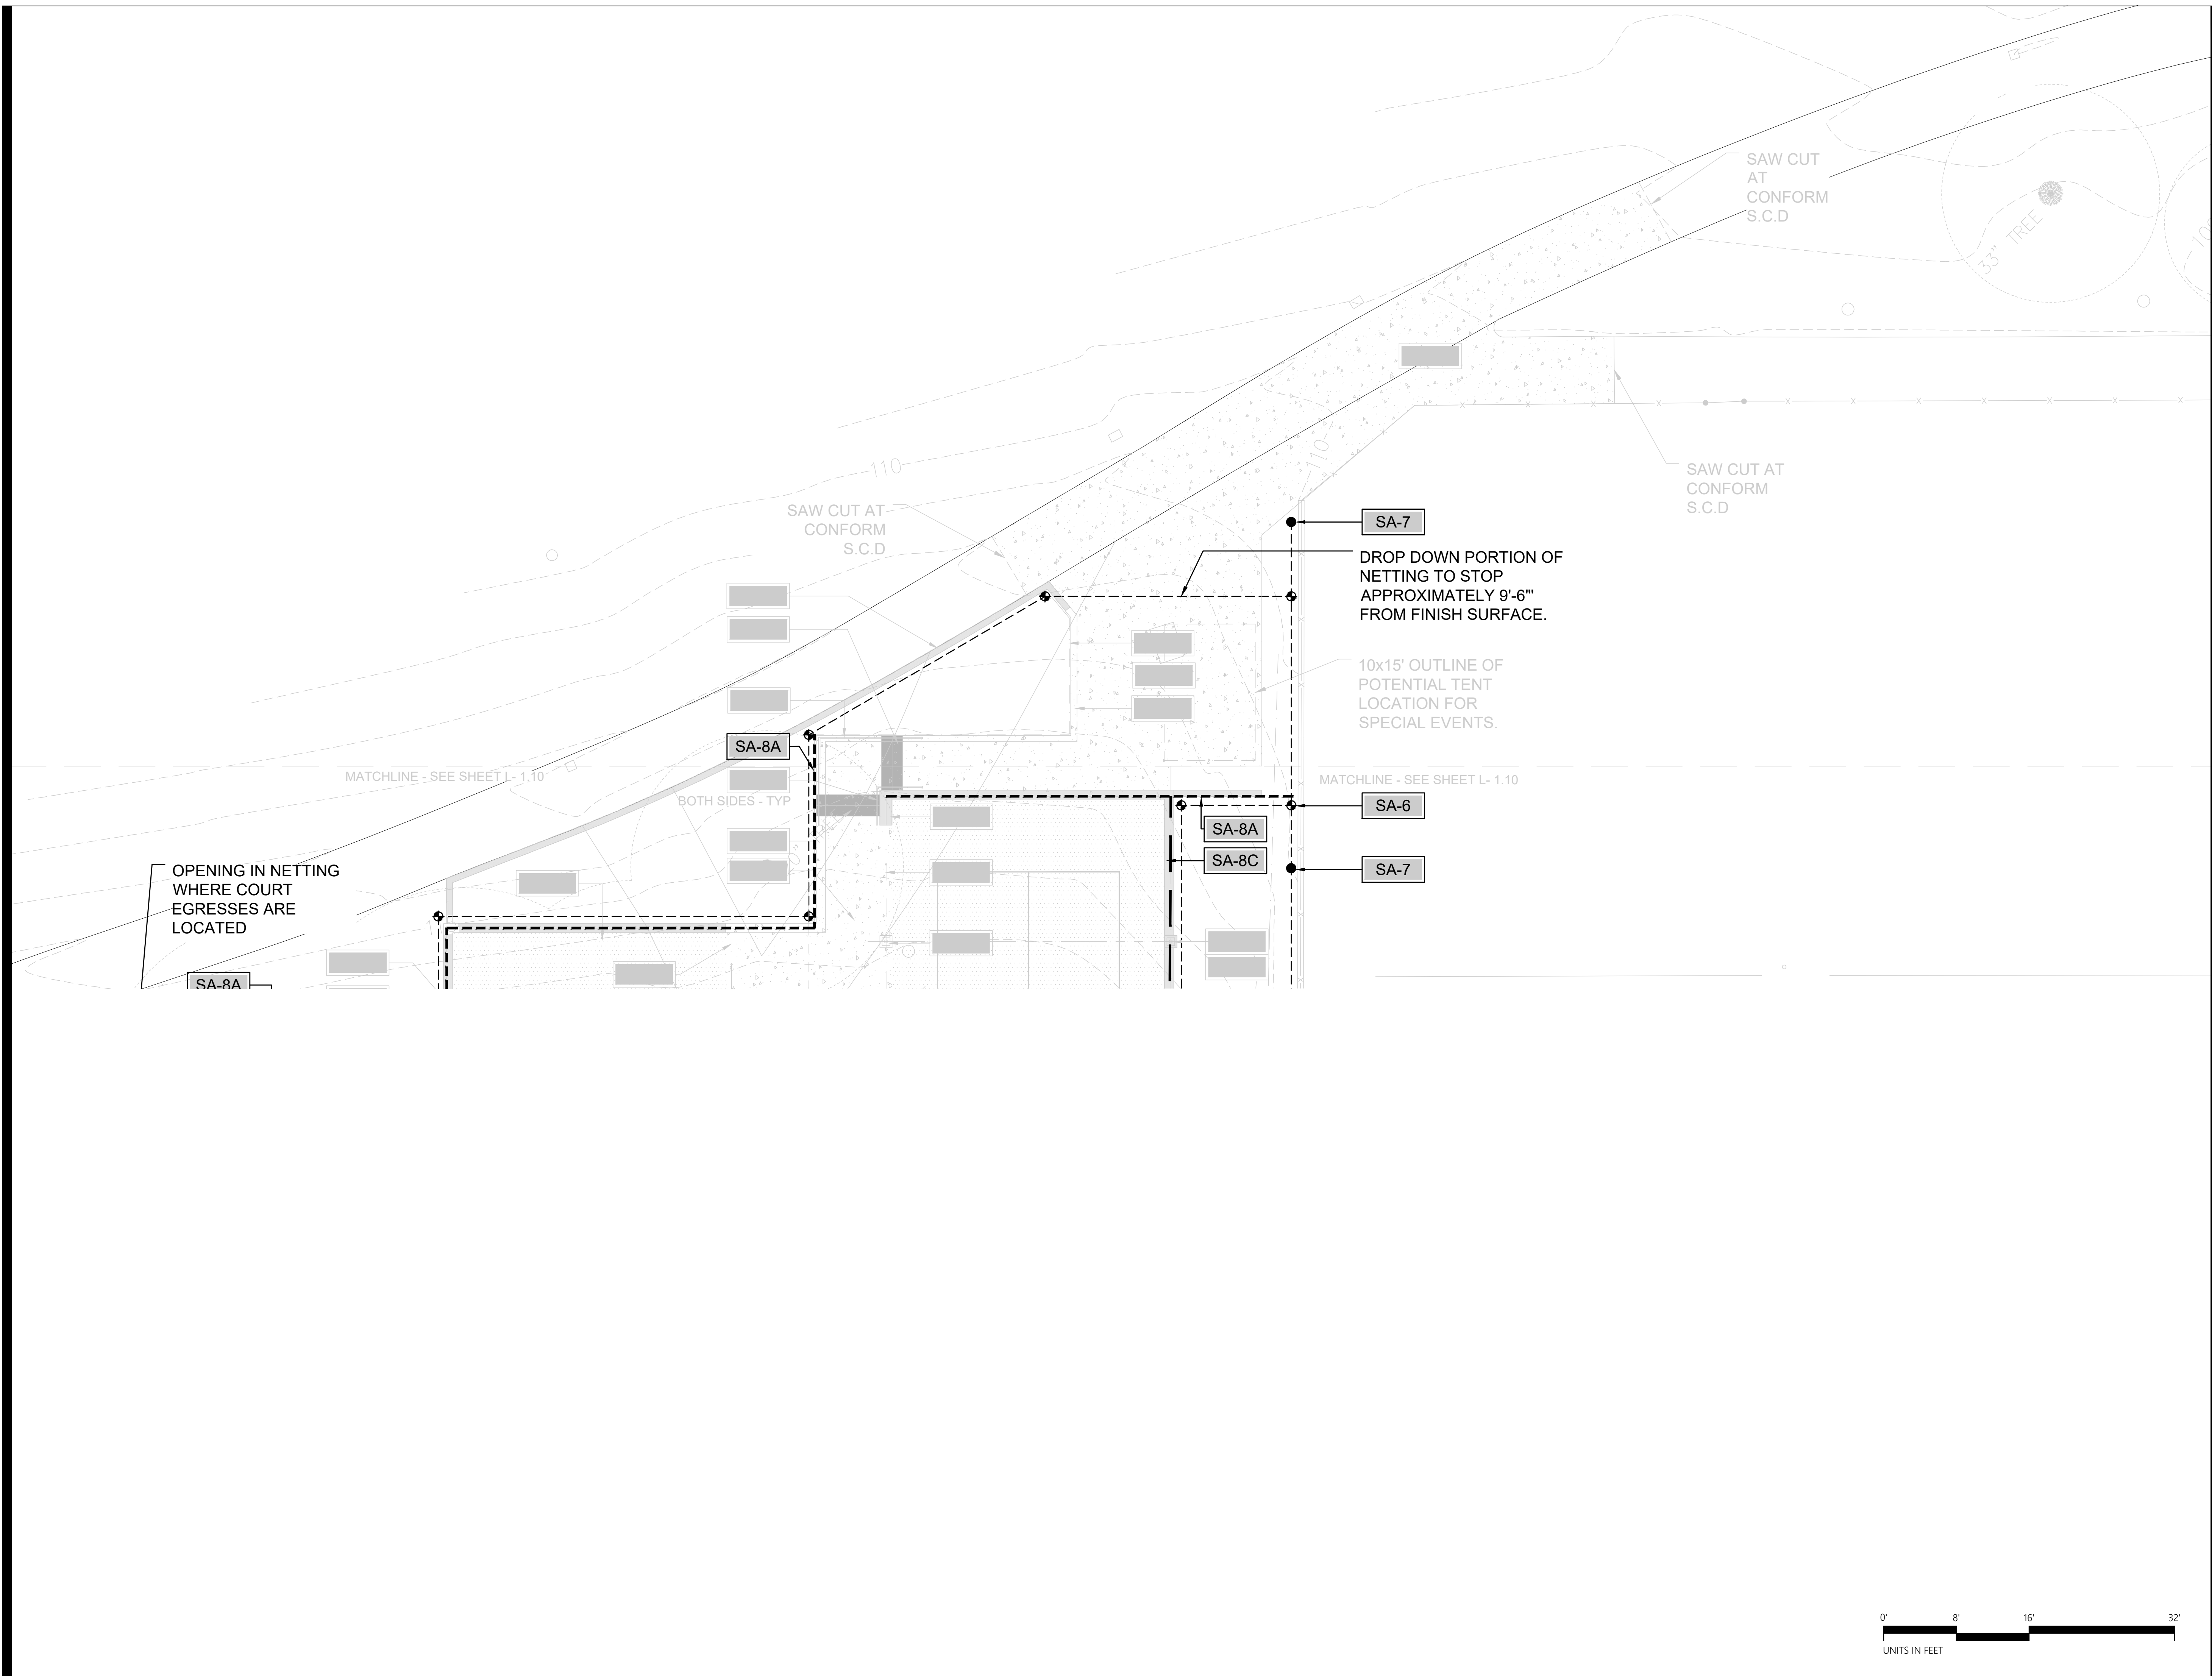 SAW CUT
AT
CONFORM
S.C.D
33" TREE
10
110
110
SAW CUT AT
CONFORM
S.C.D
SAW CUT AT
CONFORM
S.C.D
SA-7
DROP DOWN PORTION OF
NETTING TO STOP
APPROXIMATELY 9'-6'"
FROM FINISH SURFACE.
10x15' OUTLINE OF
POTENTIAL TENT
LOCATION FOR
SPECIAL EVENTS.
SA-8A
MATCHLINE - SEE SHEET L- 1.10
MATCHLINE - SEE SHEET L- 1.10
BOTH SIDES - TYP
SA-6
SA-8A
SA-8C
SA-7
OPENING IN NETTING
WHERE COURT
EGRESSES ARE
LOCATED
SA-8A
0' 8' 16' 32'
UNITS IN FEET